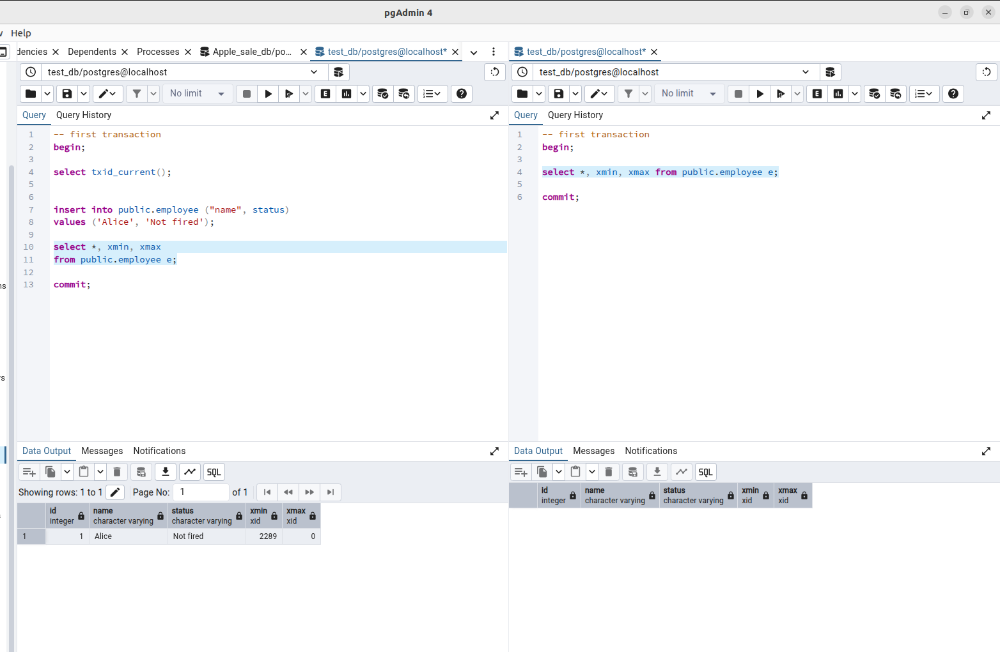 pgAdmin 4
Help
dencies Dependents Processes Apple_sale_db/po... test_db/postgres@localhost*
test_db/postgres@localhost
No limit
Query Query History
1 -- first transaction
2 begin;
3
4 select txid_current();
5
6
7 insert into public.employee ("name", status)
8 values ('Alice', 'Not fired');
9
10 select *, xmin, xmax
11 from public.employee e;
12
13 commit;
Data Output Messages Notifications
SQL
Showing rows: 1 to 1 Page No: 1 of 1
id integer name character varying status character varying xmin xid xmax xid
1 1 Alice Not fired 2289 0
test_db/postgres@localhost*
test_db/postgres@localhost
No limit
Query Query History
1 -- first transaction
2 begin;
3
4 select *, xmin, xmax from public.employee e;
5
6 commit;
Data Output Messages Notifications
SQL
id integer name character varying status character varying xmin xid xmax xid